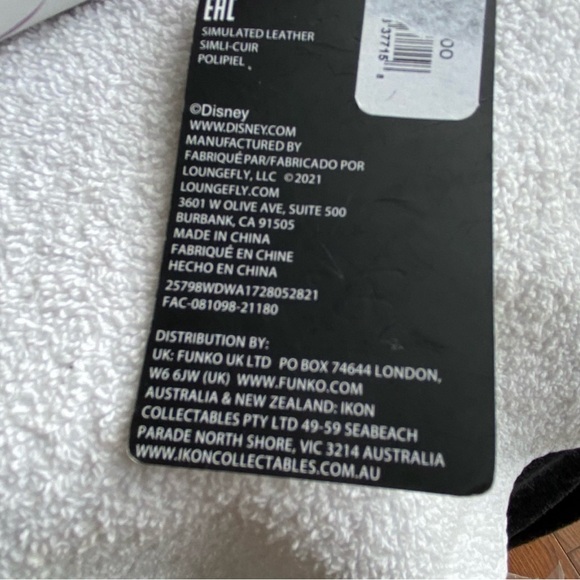 EAC
SIMULATED LEATHER
SIMLI-CUIR
POLIPIEL
00
37715
8
©Disney
WWW.DISNEY.COM
MANUFACTURED BY
FABRIQUÉ PAR/FABRICADO POR
LOUNGEFLY, LLC ©2021
LOUNGEFLY.COM
3601 W OLIVE AVE, SUITE 500
BURBANK, CA 91505
MADE IN CHINA
FABRIQUÉ EN CHINE
HECHO EN CHINA
25798WDWA1728052821
FAC-081098-21180
DISTRIBUTION BY:
UK: FUNKO UK LTD PO BOX 74644 LONDON,
W6 6JW (UK) WWW.FUNKO.COM
AUSTRALIA & NEW ZEALAND: IKON
COLLECTABLES PTY LTD 49-59 SEABEACH
PARADE NORTH SHORE, VIC 3214 AUSTRALIA
WWW.IKONCOLLECTABLES.COM.AU